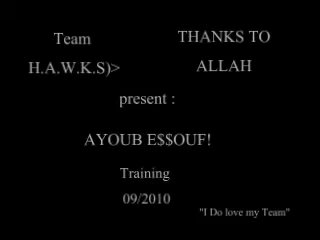 Team
H.A.W.K.S)>
THANKS TO
ALLAH
present :
AYOUB E$$OUF!
Training
09/2010
"I Do love my Team"